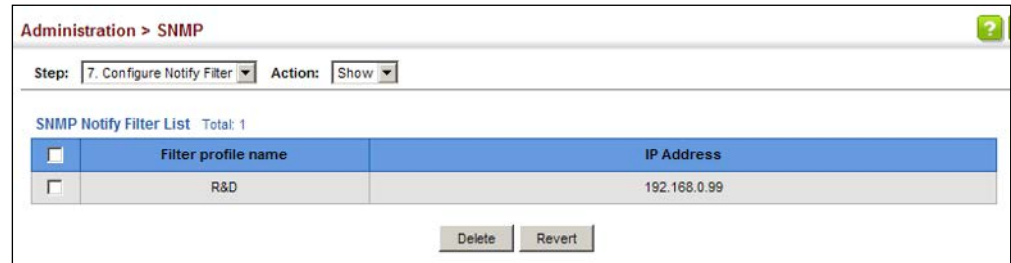 Administration > SNMP
?
Step: 7. Configure Notify Filter Action: Show
SNMP Notify Filter List Total: 1
Filter profile name IP Address
R&D 192.168.0.99
Delete Revert